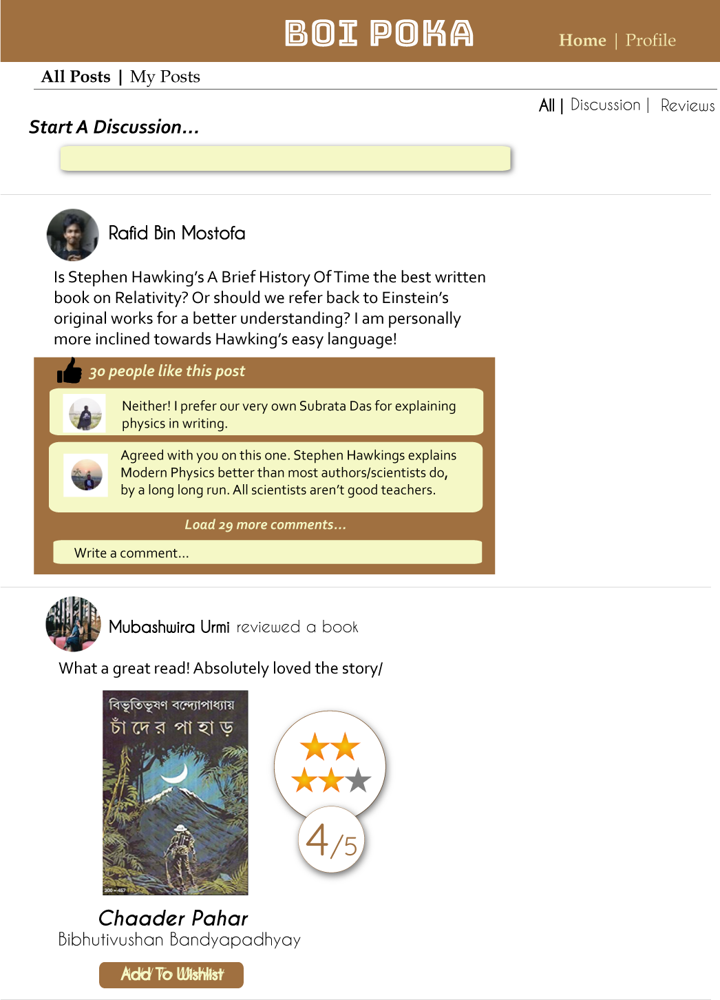 BOI POKA
Home | Profile
All Posts | My Posts
All | Discussion | Reviews
Start A Discussion...
Rafid Bin Mostofa
Is Stephen Hawking's A Brief History Of Time the best written
book on Relativity? Or should we refer back to Einstein's
original works for a better understanding? I am personally
more inclined towards Hawking's easy language!
30 people like this post
Neither! I prefer our very own Subrata Das for explaining
physics in writing.
Agreed with you on this one. Stephen Hawkings explains
Modern Physics better than most authors/scientists do,
by a long long run. All scientists aren't good teachers.
Load 29 more comments...
Write a comment...
Mubashwira Urmi reviewed a book
What a great read! Absolutely loved the story/
বিভূতিভূষণ বন্দ্যোপাধ্যায়
চাঁদের পাহাড়
300 × 457
4/5
Chaader Pahar
Bibhutivushan Bandyapadhyay
Add To Wishlist